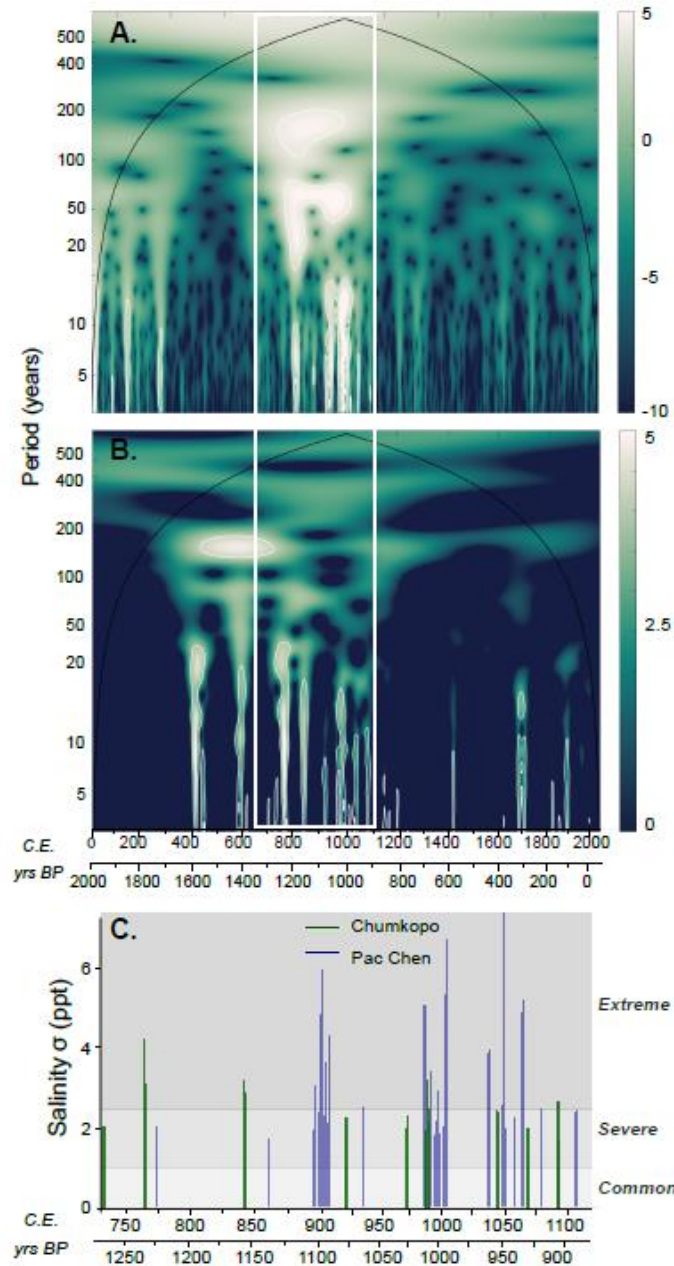 A.
500
400
200
100
50
20
10
5
5
0
-5
-10
Period (years)
B.
500
400
200
100
50
20
10
5
5
2.5
0
C.E. 0 200 400 600 800 1000 1200 1400 1600 1800 2000
yrs BP 2000 1800 1600 1400 1200 1000 800 600 400 200 0
C.
Chumkopo
Pac Chen
Salinity σ (ppt)
6
4
2
0
Extreme
Severe
Common
C.E. 750 800 850 900 950 1000 1050 1100
yrs BP 1250 1200 1150 1100 1075 1000 950 900